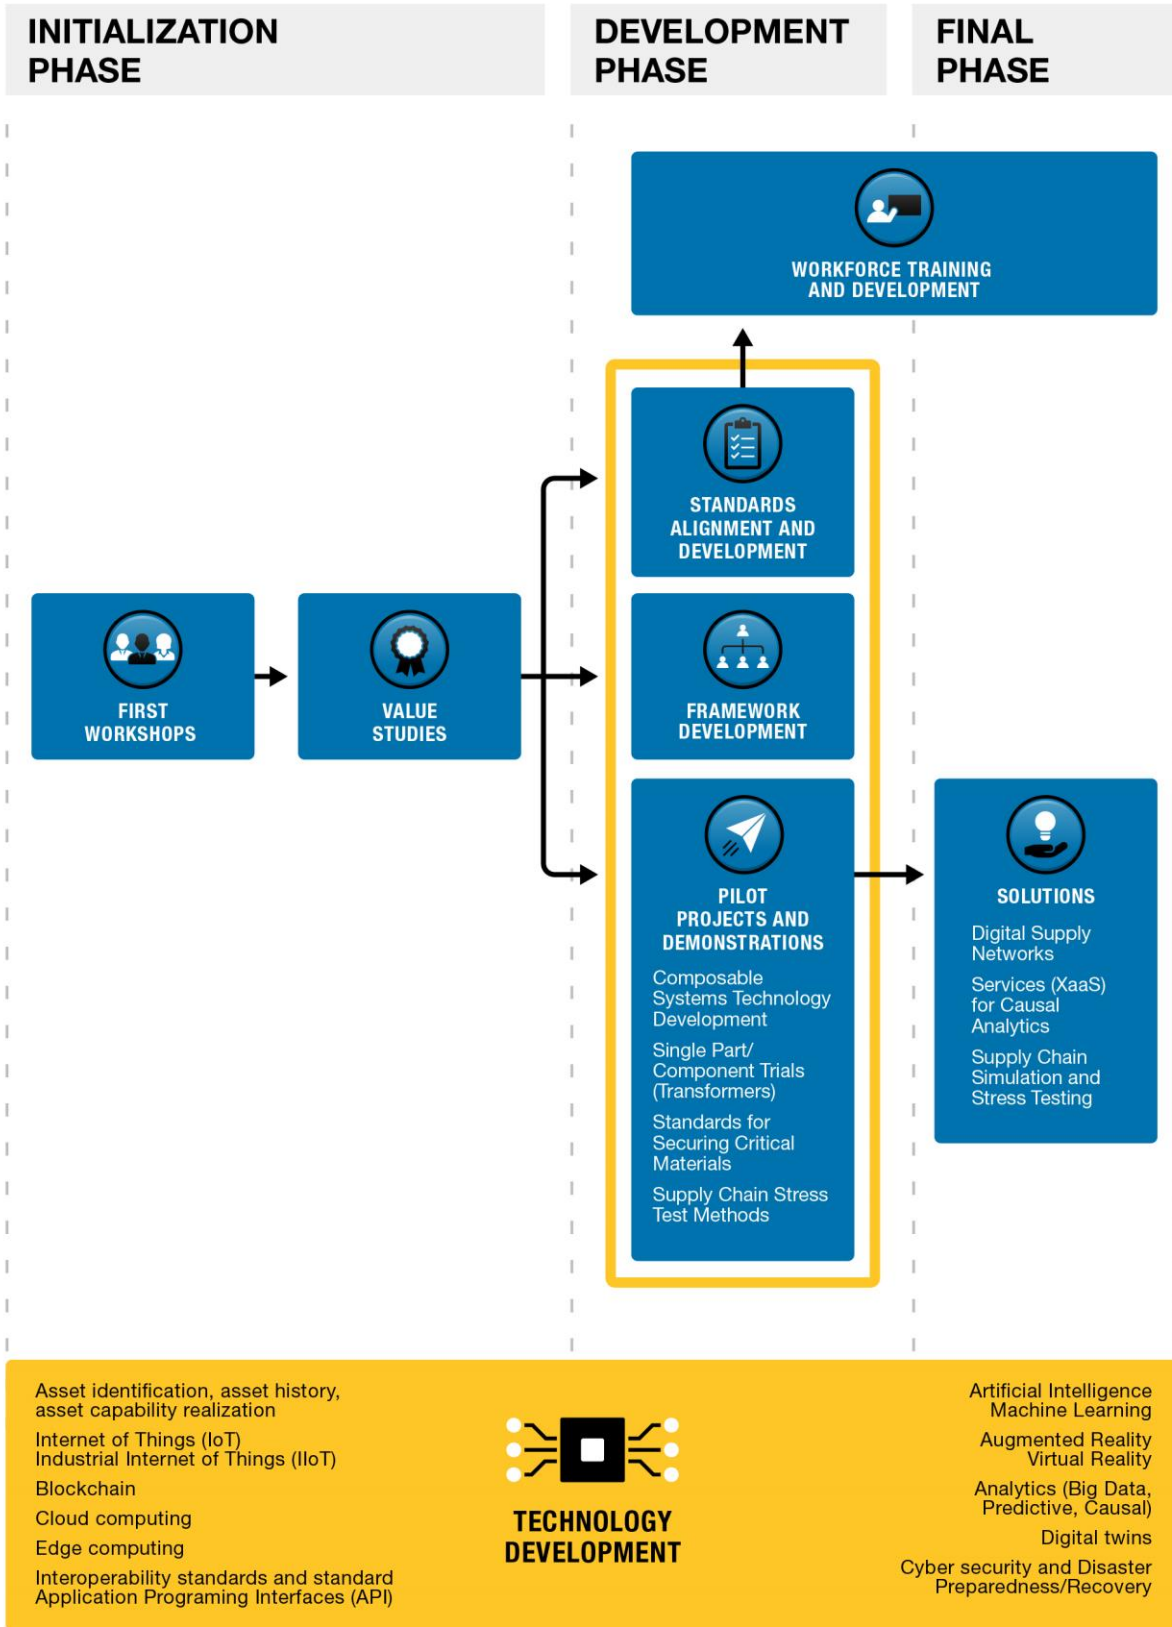 INITIALIZATION
PHASE
DEVELOPMENT
PHASE
FINAL
PHASE
WORKFORCE TRAINING
AND DEVELOPMENT
STANDARDS
ALIGNMENT AND
DEVELOPMENT
FIRST
WORKSHOPS
VALUE
STUDIES
FRAMEWORK
DEVELOPMENT
PILOT
PROJECTS AND
DEMONSTRATIONS
Composable
Systems Technology
Development
Single Part/
Component Trials
(Transformers)
Standards for
Securing Critical
Materials
Supply Chain Stress
Test Methods
SOLUTIONS
Digital Supply
Networks
Services (XaaS)
for Causal
Analytics
Supply Chain
Simulation and
Stress Testing
Asset identification, asset history,
asset capability realization
Internet of Things (IoT)
Industrial Internet of Things (IIoT)
Blockchain
Cloud computing
Edge computing
Interoperability standards and standard
Application Programing Interfaces (API)
TECHNOLOGY
DEVELOPMENT
Artificial Intelligence
Machine Learning
Augmented Reality
Virtual Reality
Analytics (Big Data,
Predictive, Causal)
Digital twins
Cyber security and Disaster
Preparedness/Recovery